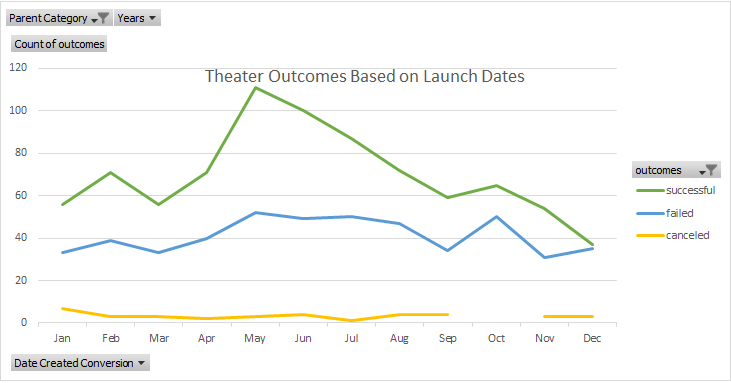 Parent Category Years
Count of outcomes
Theater Outcomes Based on Launch Dates
120
100
80
60
40
20
0
Jan Feb Mar Apr May Jun Jul Aug Sep Oct Nov Dec
outcomes
successful
failed
canceled
Date Created Conversion